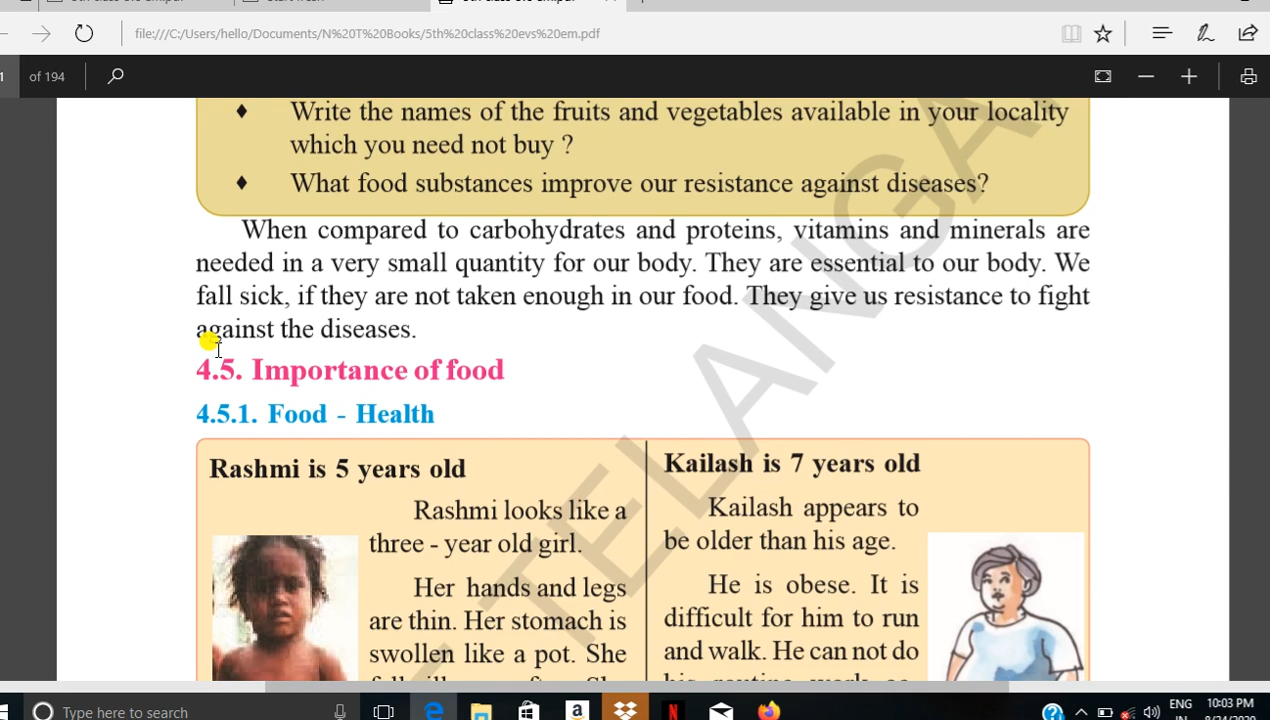 file:///C:/Users/hello/Documents/N%20T%20Books/5th%20class%20evs%20em.pdf
1 of 194
♦ Write the names of the fruits and vegetables available in your locality
which you need not buy ?
♦ What food substances improve our resistance against diseases?
When compared to carbohydrates and proteins, vitamins and minerals are
needed in a very small quantity for our body. They are essential to our body. We
fall sick, if they are not taken enough in our food. They give us resistance to fight
against the diseases.
4.5. Importance of food
4.5.1. Food - Health
Rashmi is 5 years old
Rashmi looks like a
three - year old girl.
Her hands and legs
are thin. Her stomach is
swollen like a pot. She
Kailash is 7 years old
Kailash appears to
be older than his age.
He is obese. It is
difficult for him to run
and walk. He can not do
TELANGA
Type here to search
ENG
IN
10:03 PM
8/24/2020